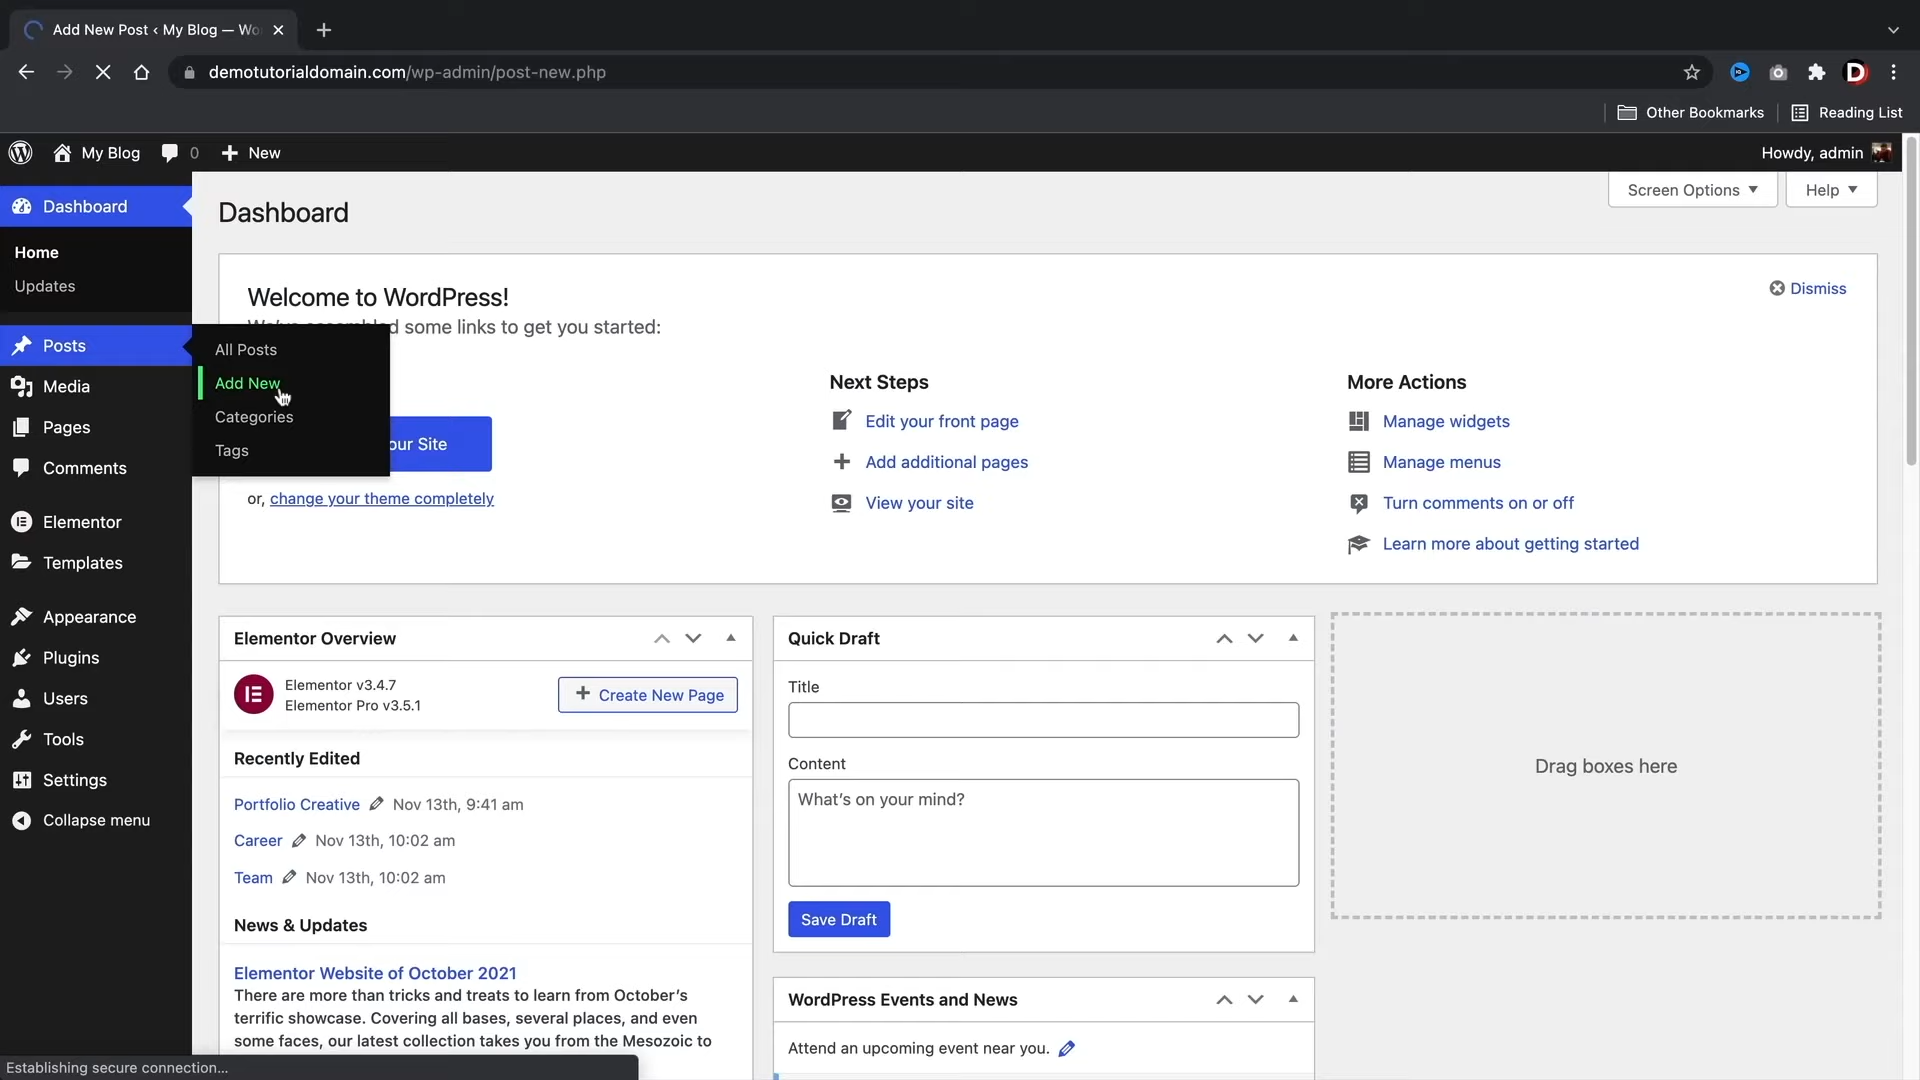 Add New Post ‹ My Blog — Wo
demotutorialdomain.com/wp-admin/post-new.php
Other Bookmarks
Reading List
My Blog
0
New
Howdy, admin
Dashboard
Home
Updates
Posts
All Posts
Add New
Categories
Tags
Media
Pages
Comments
Elementor
Templates
Appearance
Plugins
Users
Tools
Settings
Collapse menu
Screen Options
Help
Dashboard
Welcome to WordPress!
Dismiss
some links to get you started:
our Site
or, change your theme completely
Next Steps
Edit your front page
Add additional pages
View your site
More Actions
Manage widgets
Manage menus
Turn comments on or off
Learn more about getting started
Elementor Overview
Elementor v3.4.7
Elementor Pro v3.5.1
Create New Page
Recently Edited
Portfolio Creative Nov 13th, 9:41 am
Career Nov 13th, 10:02 am
Team Nov 13th, 10:02 am
News & Updates
Elementor Website of October 2021
There are more than tricks and treats to learn from October's
terrific showcase. Covering all bases, several places, and even
some faces, our latest collection takes you from the Mesozoic to
Quick Draft
Title
Content
What's on your mind?
Save Draft
WordPress Events and News
Attend an upcoming event near you.
Drag boxes here
Establishing secure connection...